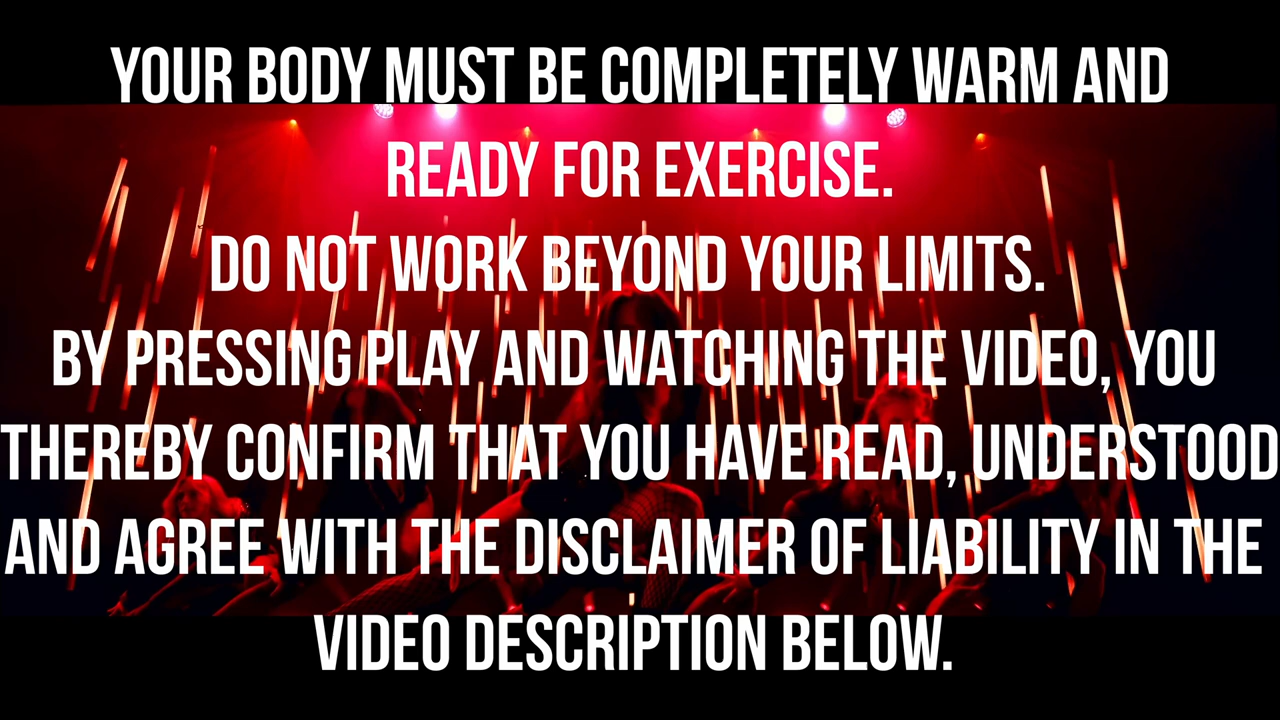 YOUR BODY MUST BE COMPLETELY WARM AND
READY FOR EXERCISE.
DO NOT WORK BEYOND YOUR LIMITS.
BY PRESSING PLAY AND WATCHING THE VIDEO, YOU
THEREBY CONFIRM THAT YOU HAVE READ, UNDERSTOOD
AND AGREE WITH THE DISCLAIMER OF LIABILITY IN THE
VIDEO DESCRIPTION BELOW.